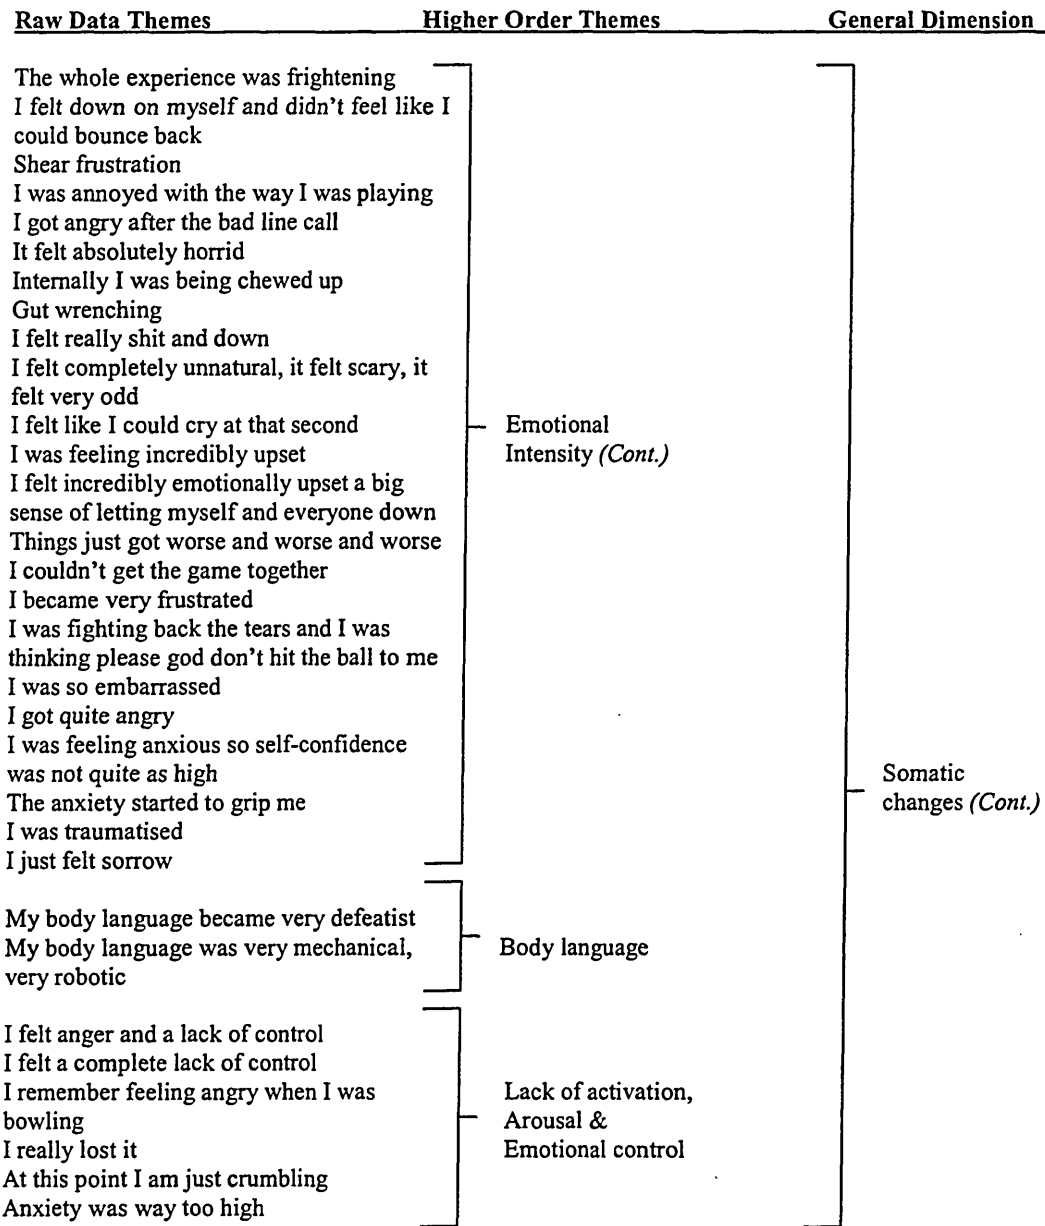 Raw Data Themes Higher Order Themes General Dimension
The whole experience was frightening
I felt down on myself and didn't feel like I
could bounce back
Shear frustration
I was annoyed with the way I was playing
I got angry after the bad line call
It felt absolutely horrid
Internally I was being chewed up
Gut wrenching
I felt really shit and down
I felt completely unnatural, it felt scary, it
felt very odd
I felt like I could cry at that second
I was feeling incredibly upset
I felt incredibly emotionally upset a big
sense of letting myself and everyone down
Things just got worse and worse and worse
I couldn't get the game together
I became very frustrated
I was fighting back the tears and I was
thinking please god don't hit the ball to me
I was so embarrassed
I got quite angry
I was feeling anxious so self-confidence
was not quite as high
The anxiety started to grip me
I was traumatised
I just felt sorrow
Emotional
Intensity (Cont.)
My body language became very defeatist
My body language was very mechanical,
very robotic
Body language
I felt anger and a lack of control
I felt a complete lack of control
I remember feeling angry when I was
bowling
I really lost it
At this point I am just crumbling
Anxiety was way too high
Lack of activation,
Arousal &
Emotional control
Somatic
changes (Cont.)